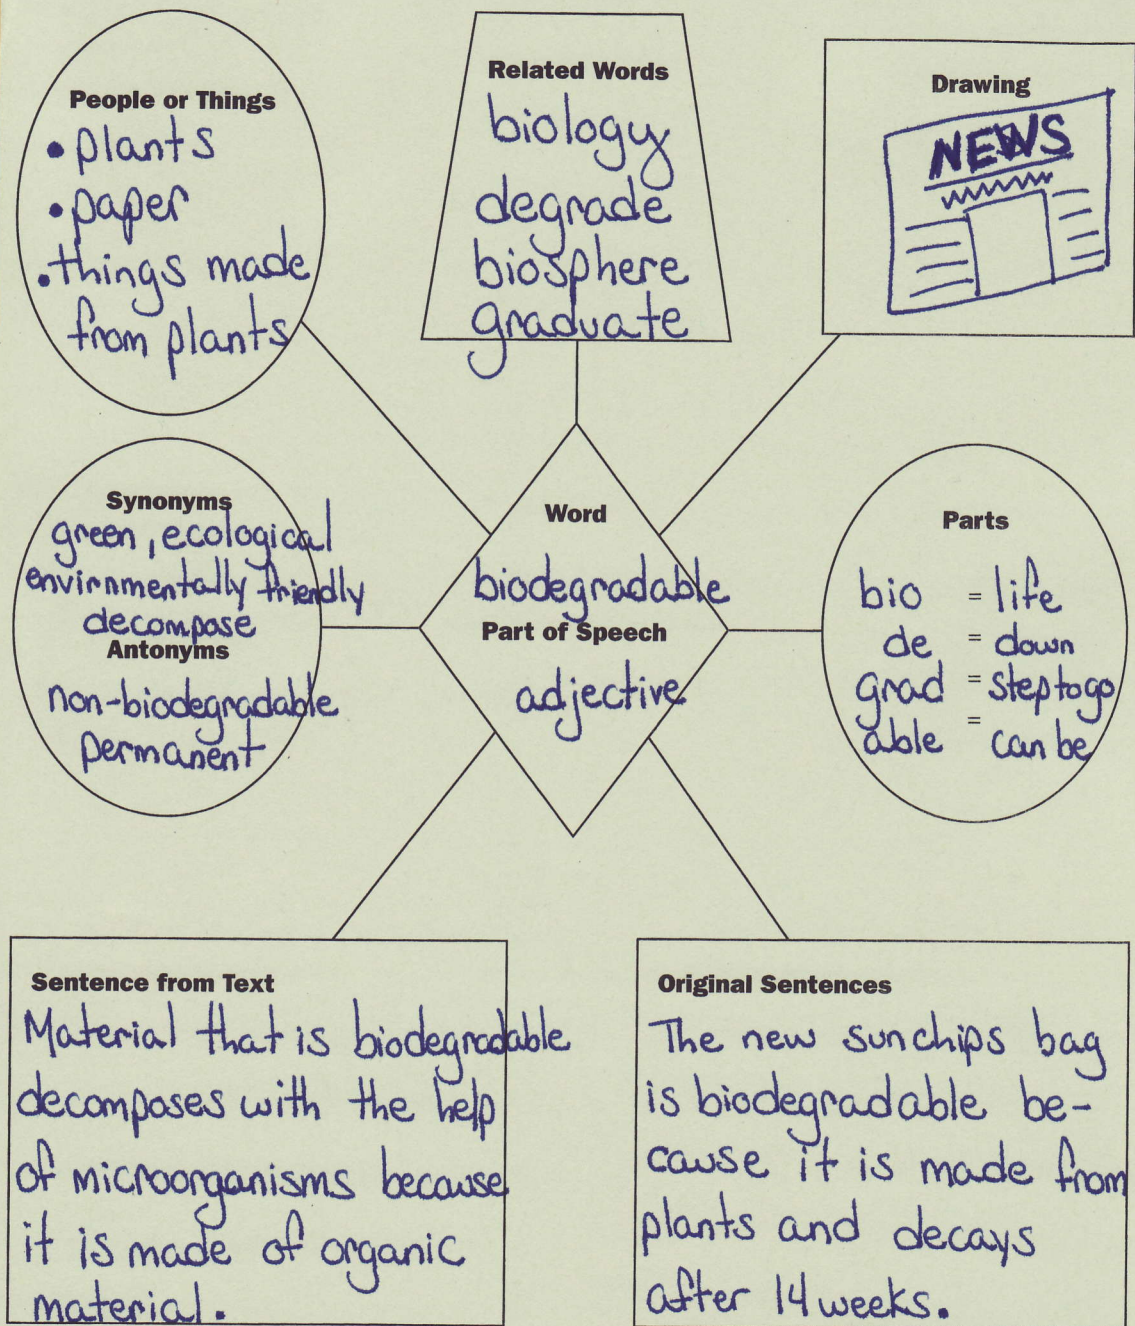 People or Things
• plants
• paper
• things made
from plants
Related Words
biology
degrade
biosphere
graduate
Drawing
NEWS
Synonyms
green, ecological
envirnmentally friendly
decompose
Antonyms
non-biodegradable
permanent
Word
biodegradable
Part of Speech
adjective
Parts
bio = life
de = down
grad = step to go
able = can be
Sentence from Text
Material that is biodegradable
decomposes with the help
of microorganisms because
it is made of organic
material.
Original Sentences
The new sunchips bag
is biodegradable be-
cause it is made from
plants and decays
after 14 weeks.